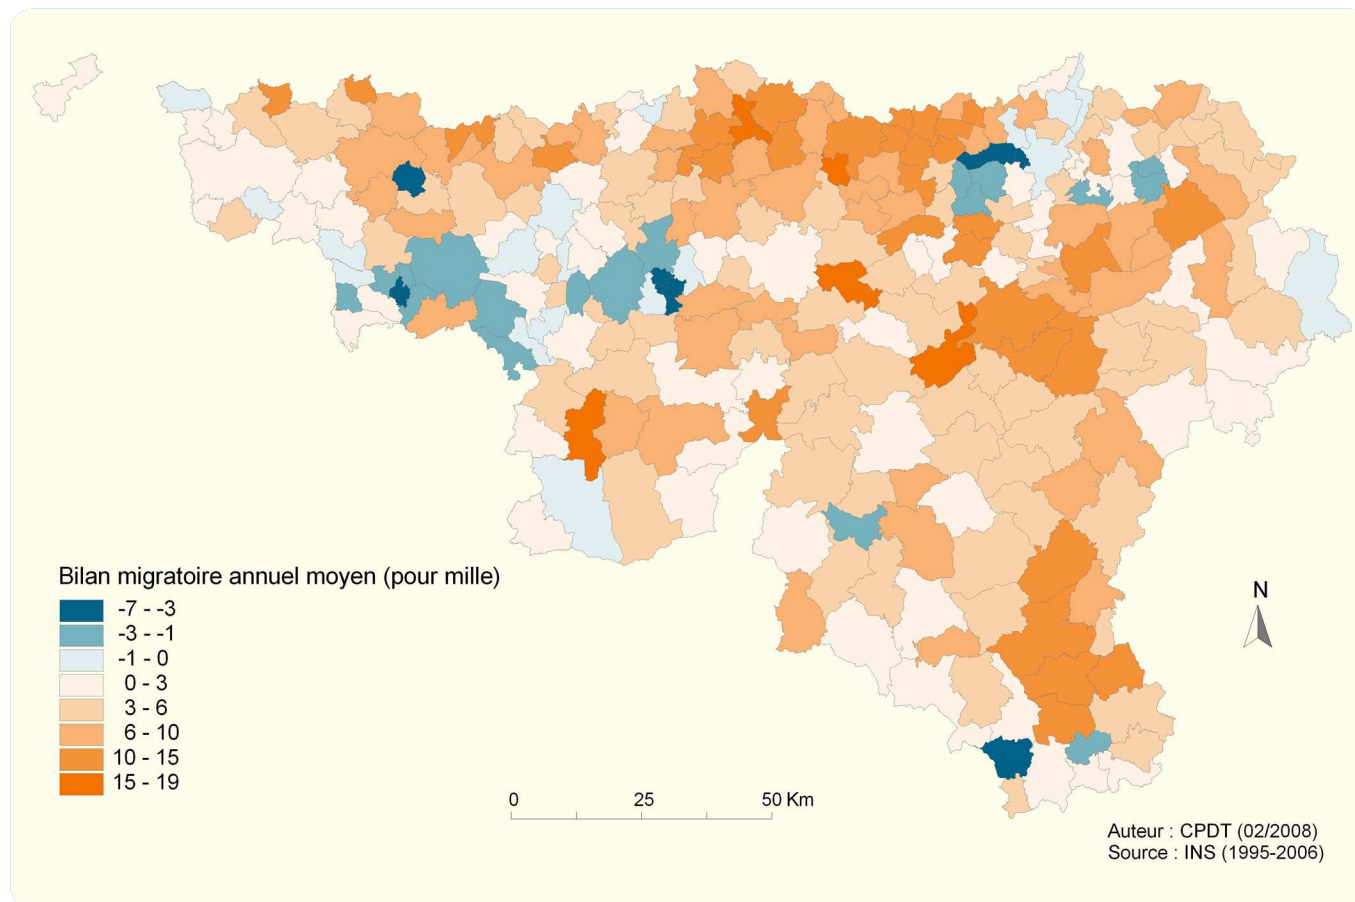 Bilan migratoire annuel moyen (pour mille)
-7 - -3
-3 - -1
-1 - 0
0 - 3
3 - 6
6 - 10
10 - 15
15 - 19
N
0 25 50 Km
Auteur : CPDT (02/2008)
Source : INS (1995-2006)